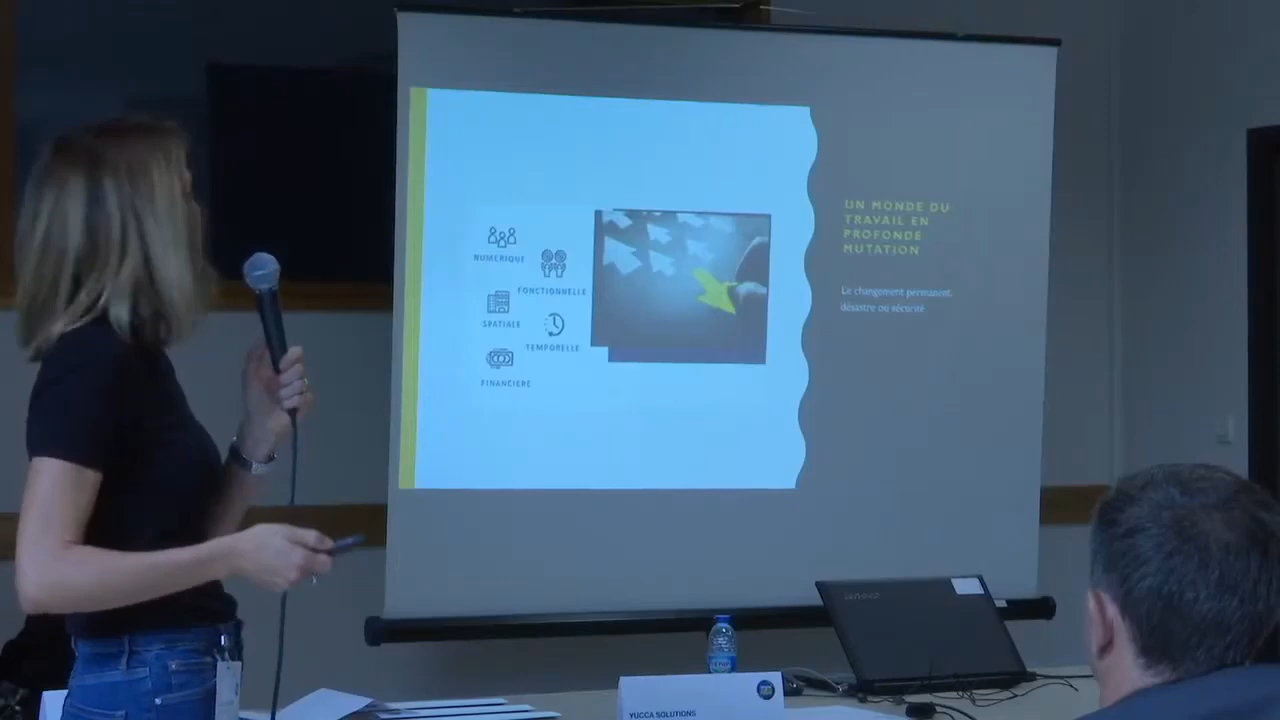 UN MONDE DU
TRAVAIL EN
PROFONDE
MUTATION
Le changement permanent,
désastre ou sécurité
NUMERIQUE
FONCTIONNELLE
SPATIALE
TEMPORELLE
FINANCIERE
Lenovo
YUCCA SOLUTIONS